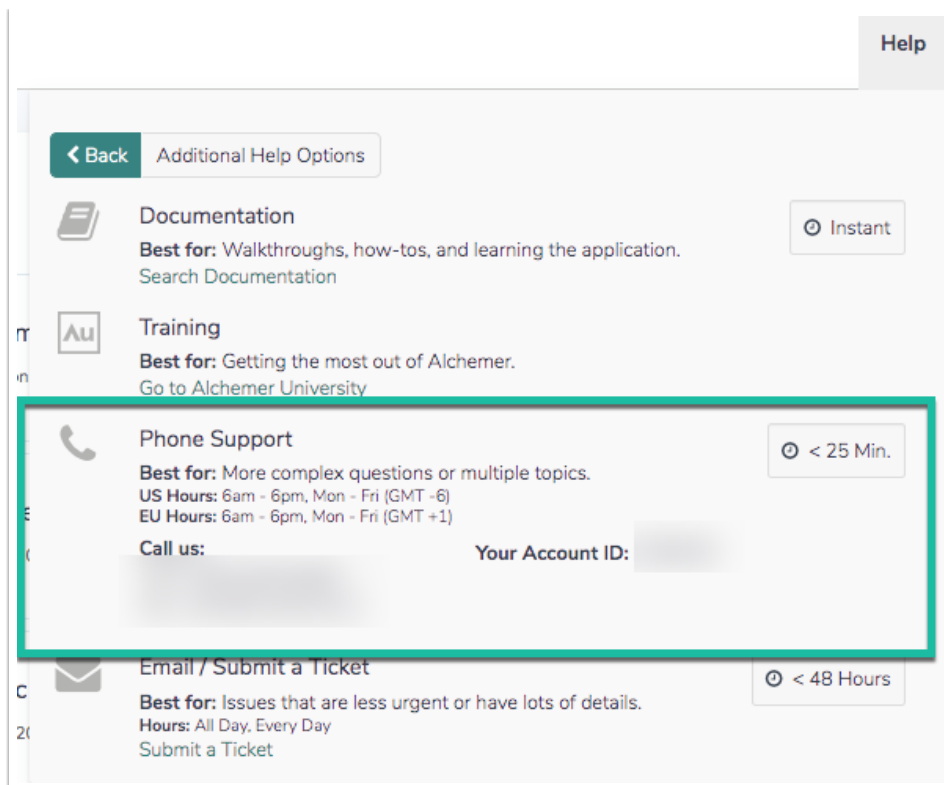 Help
Back
Additional Help Options
Documentation
Instant
Best for: Walkthroughs, how-tos, and learning the application.
Search Documentation
Au
Training
Best for: Getting the most out of Alchemer.
Go to Alchemer University
Phone Support
< 25 Min.
Best for: More complex questions or multiple topics.
US Hours: 6am - 6pm, Mon - Fri (GMT -6)
EU Hours: 6am - 6pm, Mon - Fri (GMT +1)
Call us:
Your Account ID:
Email / Submit a Ticket
< 48 Hours
Best for: Issues that are less urgent or have lots of details.
Hours: All Day, Every Day
Submit a Ticket